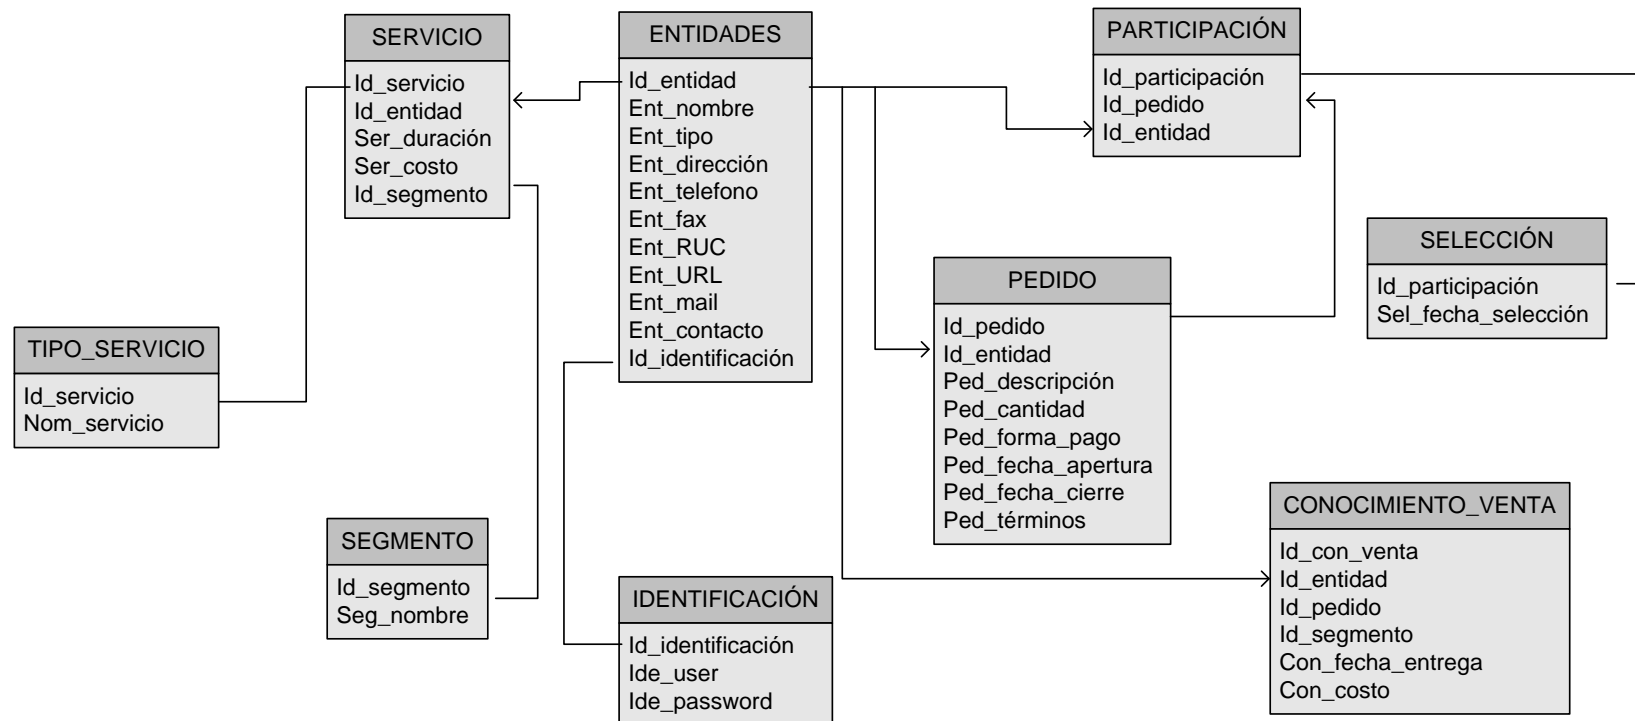 SERVICIO
Id_servicio
Id_entidad
Ser_duración
Ser_costo
Id_segmento
ENTIDADES
Id_entidad
Ent_nombre
Ent_tipo
Ent_dirección
Ent_telefono
Ent_fax
Ent_RUC
Ent_URL
Ent_mail
Ent_contacto
Id_identificación
PARTICIPACIÓN
Id_participación
Id_pedido
Id_entidad
SELECCIÓN
Id_participación
Sel_fecha_selección
PEDIDO
Id_pedido
Id_entidad
Ped_descripción
Ped_cantidad
Ped_forma_pago
Ped_fecha_apertura
Ped_fecha_cierre
Ped_términos
TIPO_SERVICIO
Id_servicio
Nom_servicio
SEGMENTO
Id_segmento
Seg_nombre
IDENTIFICACIÓN
Id_identificación
Ide_user
Ide_password
CONOCIMIENTO_VENTA
Id_con_venta
Id_entidad
Id_pedido
Id_segmento
Con_fecha_entrega
Con_costo